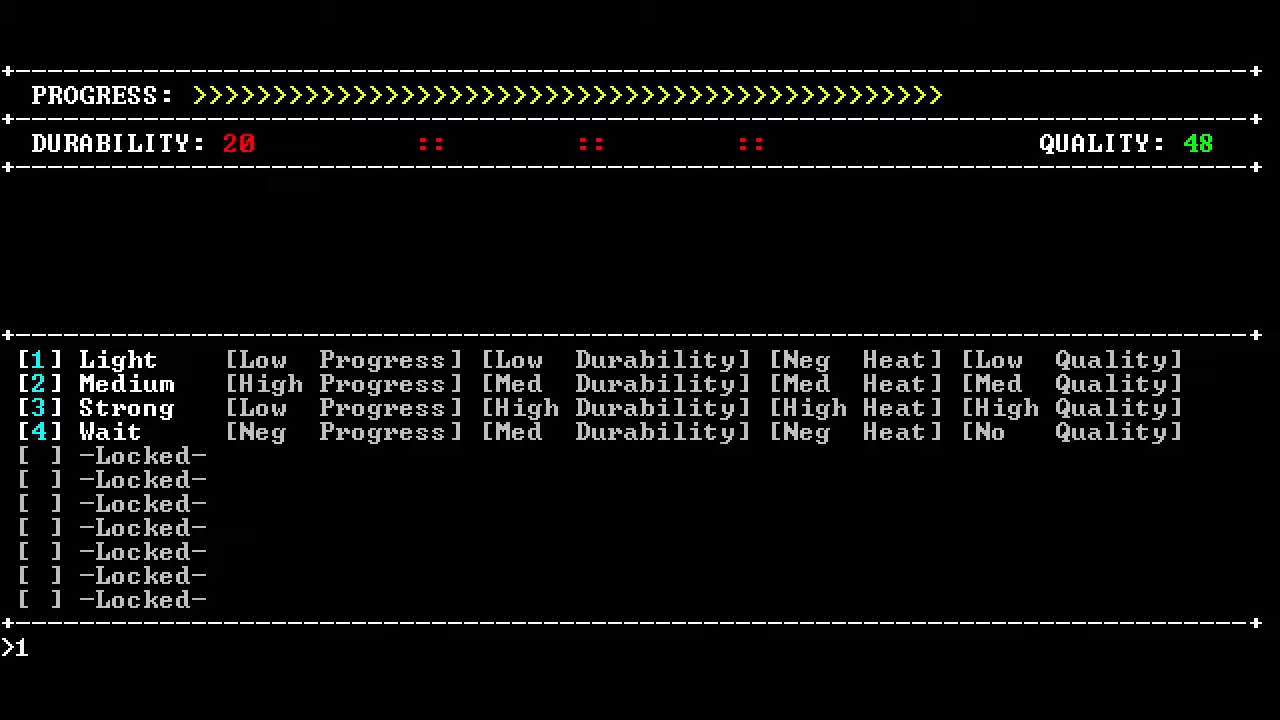 +------------------------------------------------------------------------------+
PROGRESS: >>>>>>>>>>>>>>>>>>>>>>>>>>>>>>>>>>>>>>>>>>>>>>>
+------------------------------------------------------------------------------+
DURABILITY: 20 :: :: :: QUALITY: 48
+------------------------------------------------------------------------------+
+------------------------------------------------------------------------------+
[1] Light [Low Progress] [Low Durability] [Neg Heat] [Low Quality]
[2] Medium [High Progress] [Med Durability] [Med Heat] [Med Quality]
[3] Strong [Low Progress] [High Durability] [High Heat] [High Quality]
[4] Wait [Neg Progress] [Med Durability] [Neg Heat] [No Quality]
[ ] -Locked-
[ ] -Locked-
[ ] -Locked-
[ ] -Locked-
[ ] -Locked-
[ ] -Locked-
[ ] -Locked-
+------------------------------------------------------------------------------+
>1